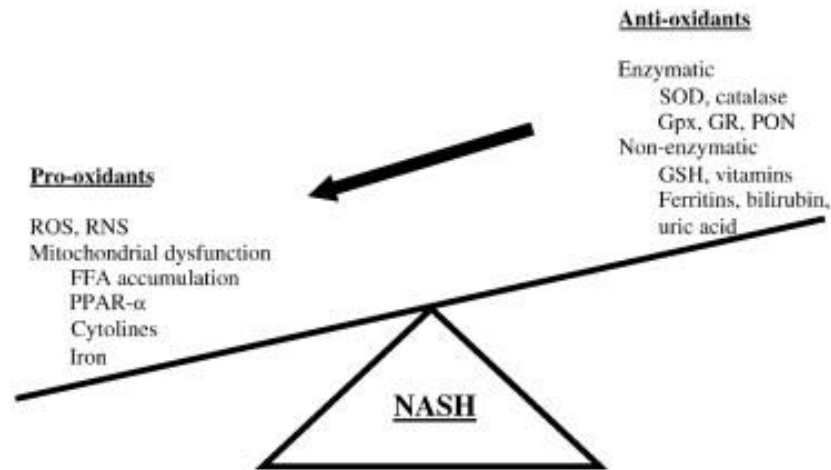 Anti-oxidants
Enzymatic
SOD, catalase
Gpx, GR, PON
Non-enzymatic
GSH, vitamins
Ferritins, bilirubin,
uric acid
Pro-oxidants
ROS, RNS
Mitochondrial dysfunction
FFA accumulation
PPAR-α
Cytolines
Iron
NASH